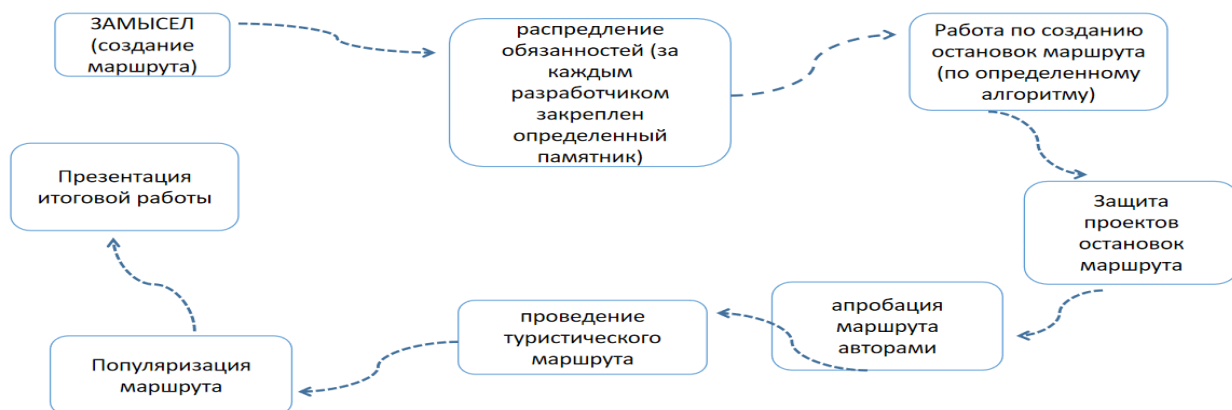 ЗАМЫСЕЛ
(создание
маршрута)
распредление
обязанностей (за
каждым
разработчиком
закреплен
определенный
памятник)
Работа по созданию
остановок маршрута
(по определенному
алгоритму)
Защита
проектов
остановок
маршрута
апробация
маршрута
авторами
проведение
туристического
маршрута
Популяризация
маршрута
Презентация
итоговой работы